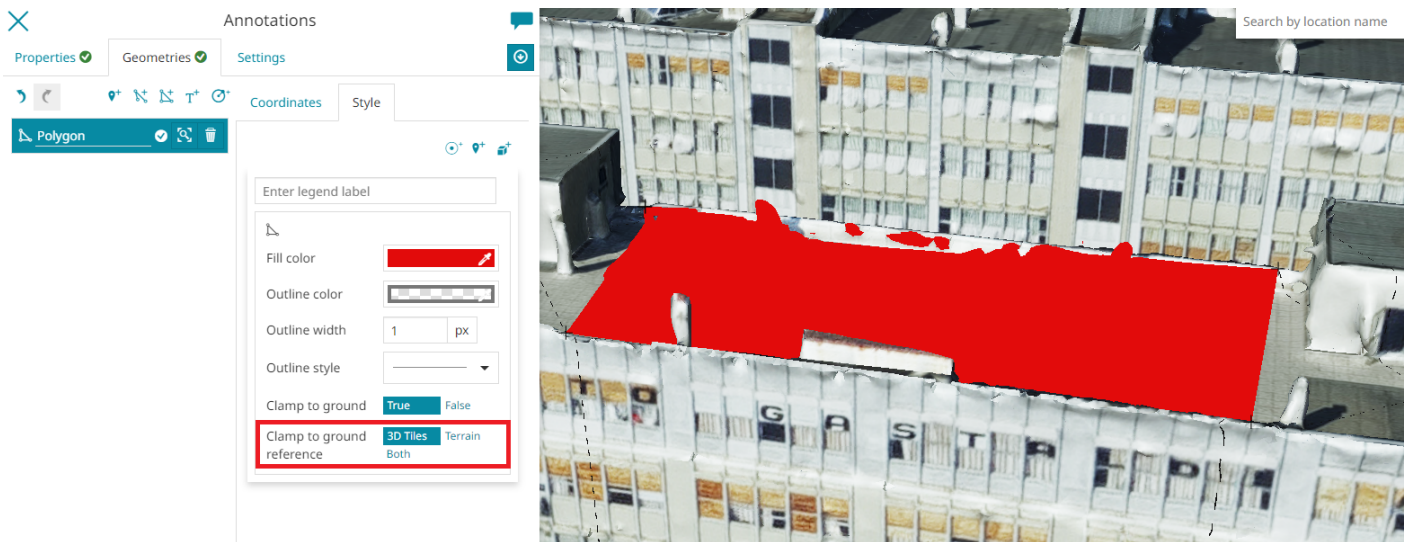 Annotations
Properties
Geometries
Settings
Coordinates
Style
Polygon
Enter legend label
Fill color
Outline color
Outline width
1
px
Outline style
Clamp to ground
True
False
Clamp to ground
reference
3D Tiles
Terrain
Both
Search by location name